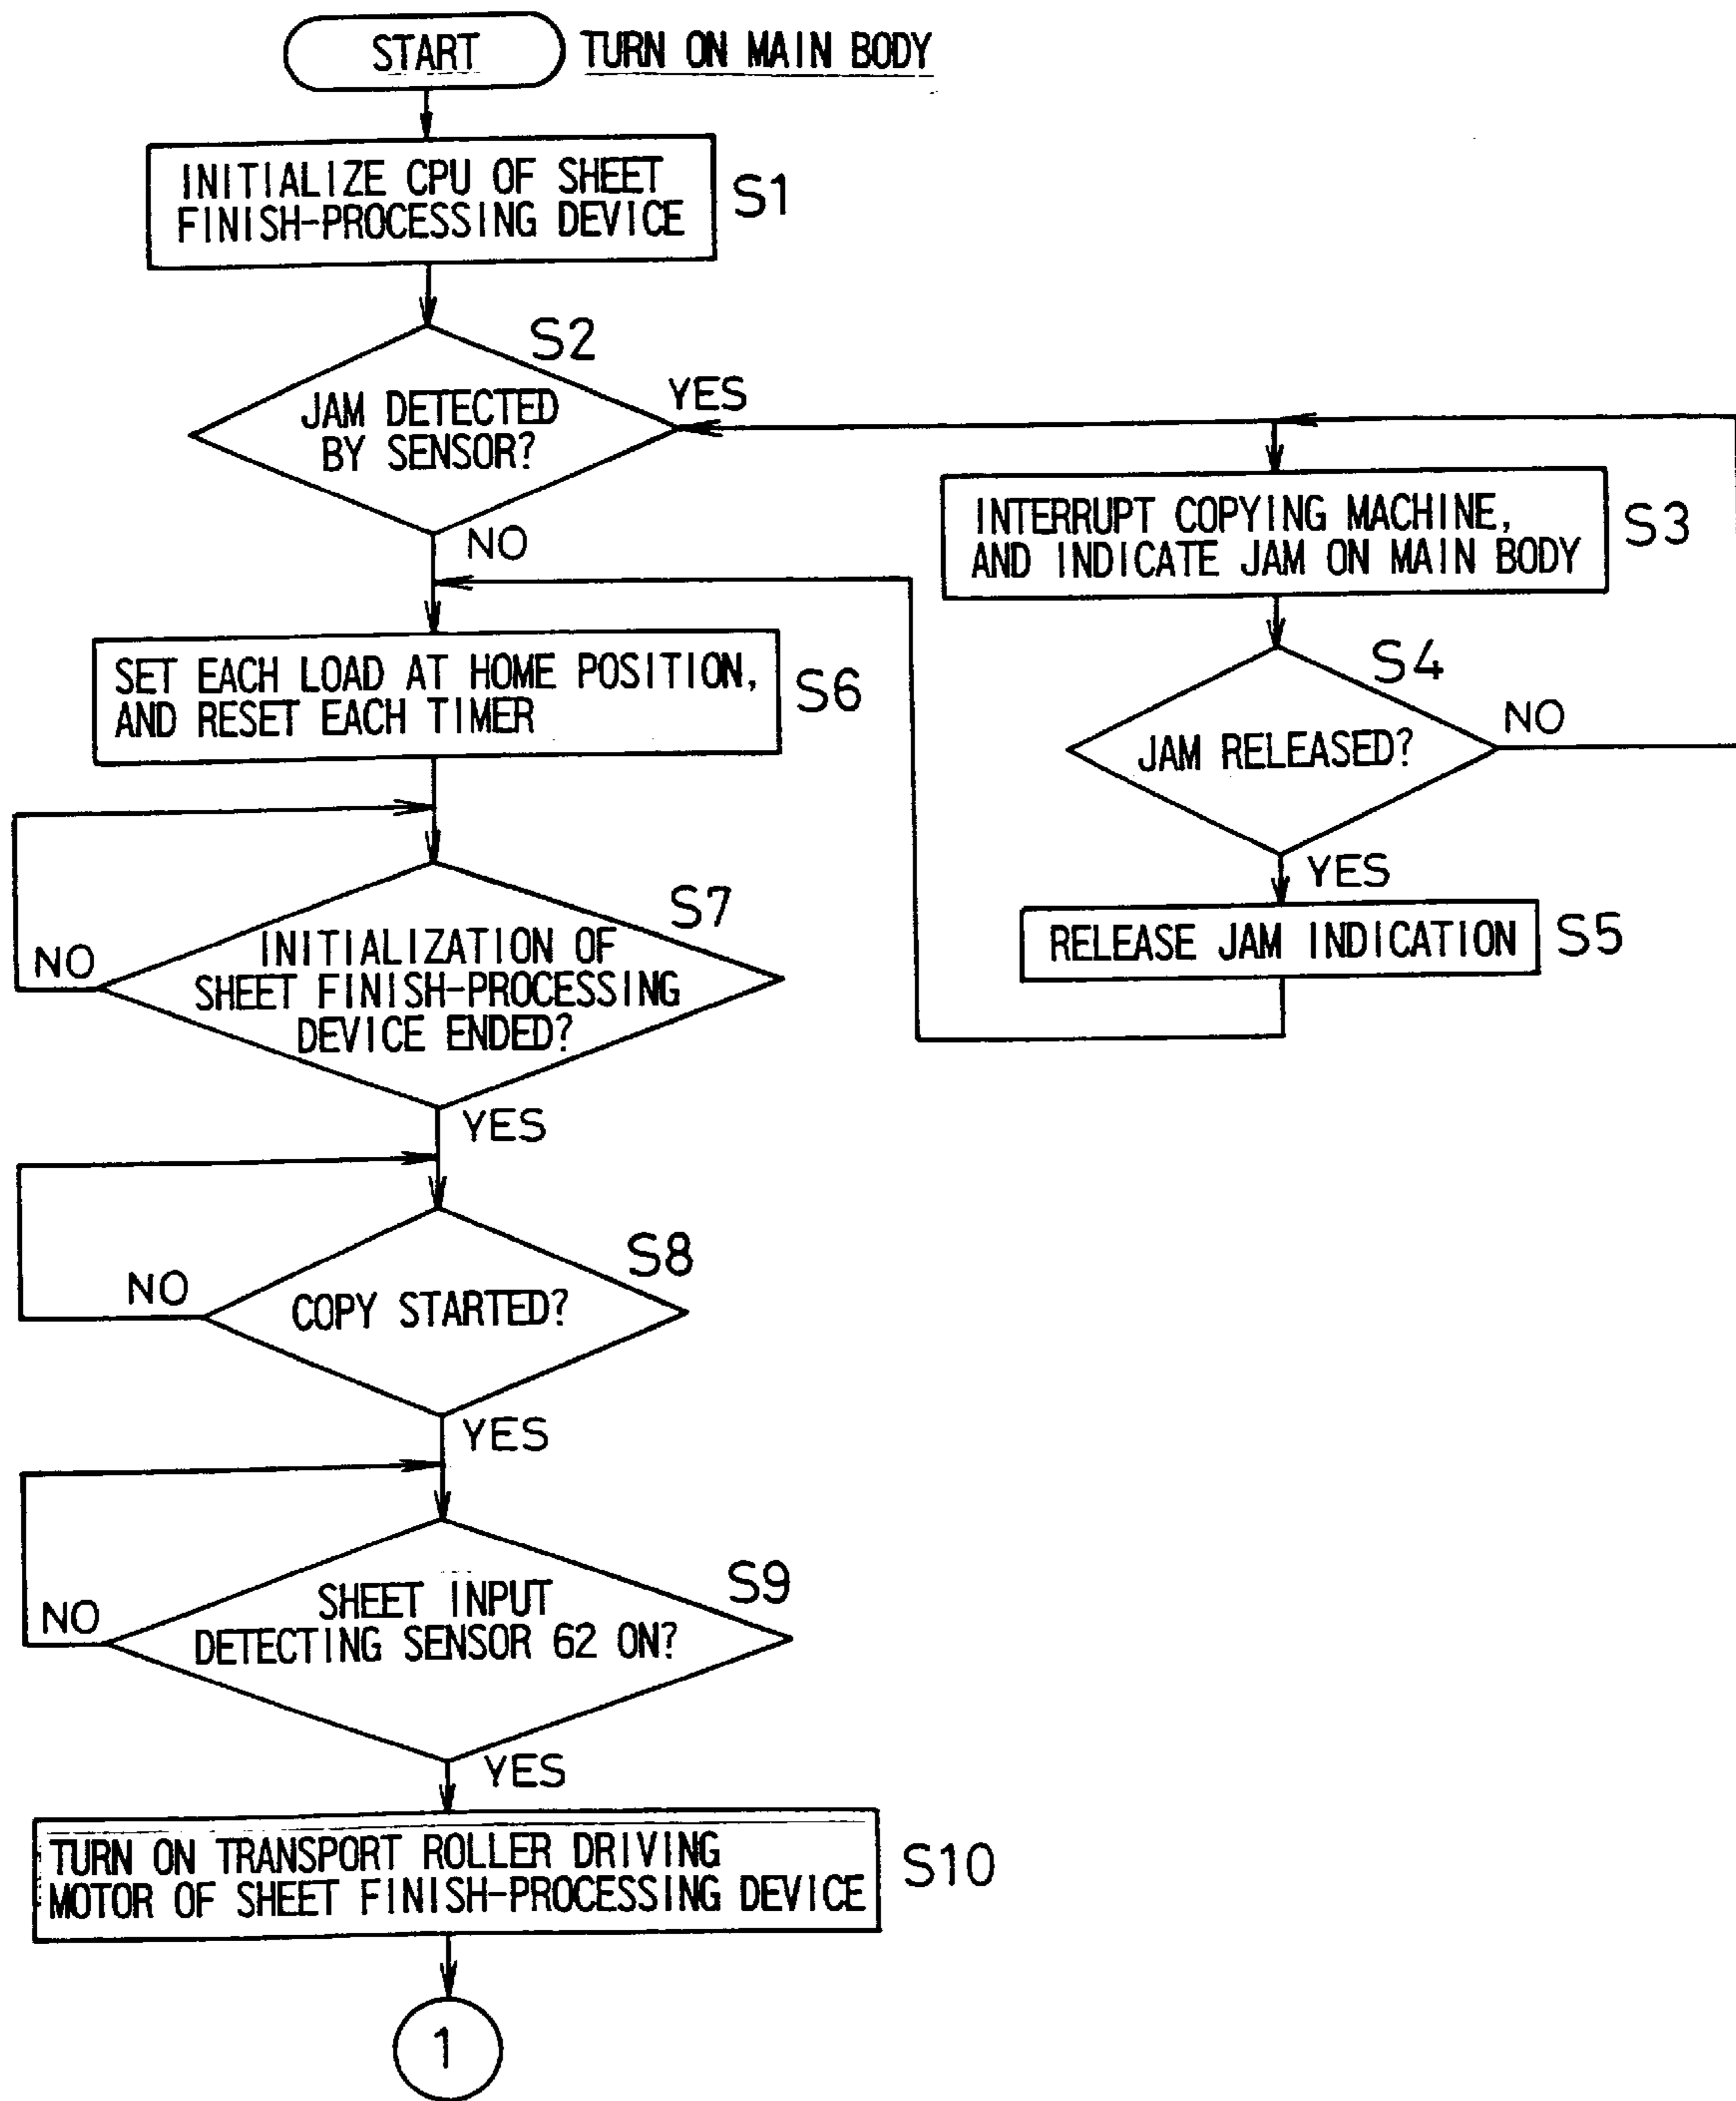 START
TURN ON MAIN BODY
INITIALIZE CPU OF SHEET
FINISH-PROCESSING DEVICE
S1
S2
JAM DETECTED
BY SENSOR?
YES
NO
INTERRUPT COPYING MACHINE,
AND INDICATE JAM ON MAIN BODY
S3
S4
JAM RELEASED?
NO
YES
RELEASE JAM INDICATION
S5
SET EACH LOAD AT HOME POSITION,
AND RESET EACH TIMER
S6
S7
INITIALIZATION OF
SHEET FINISH-PROCESSING
DEVICE ENDED?
NO
YES
S8
COPY STARTED?
NO
YES
S9
SHEET INPUT
DETECTING SENSOR 62 ON?
NO
YES
TURN ON TRANSPORT ROLLER DRIVING
MOTOR OF SHEET FINISH-PROCESSING DEVICE
S10
1